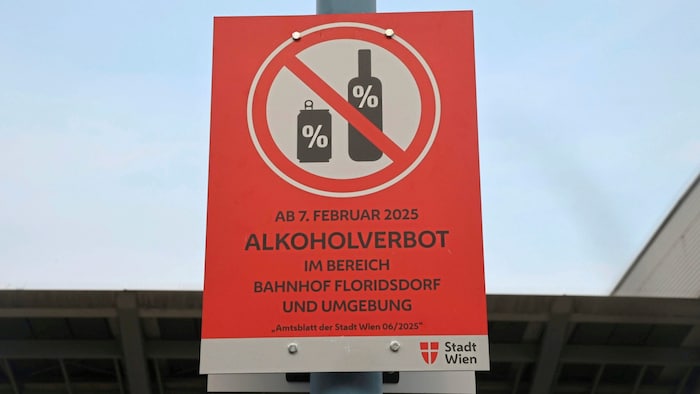 %
%
AB 7. FEBRUAR 2025
ALKOHOLVERBOT
IM BEREICH
BAHNHOF FLORIDSDORF
UND UMGEBUNG
„Amtsblatt der Stadt Wien 06/2025"
Stadt
Wien